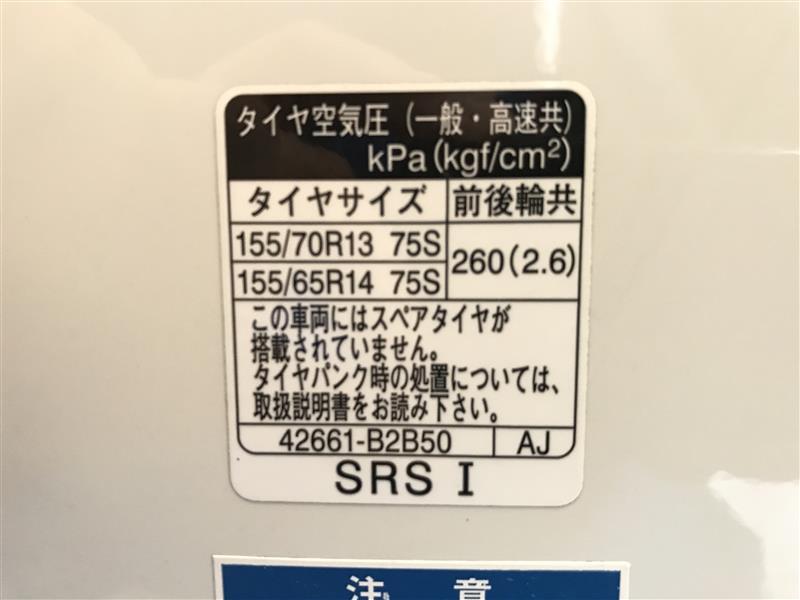 タイヤ空気圧（一般・高速共）
kPa(kgf/cm²)
タイヤサイズ 前後輪共
155/70R13 75S
260(2.6)
155/65R14 75S
この車両にはスペアタイヤが
搭載されていません。
タイヤパンク時の処置については、
取扱説明書をお読み下さい。
42661-B2B50 AJ
SRS I
注意